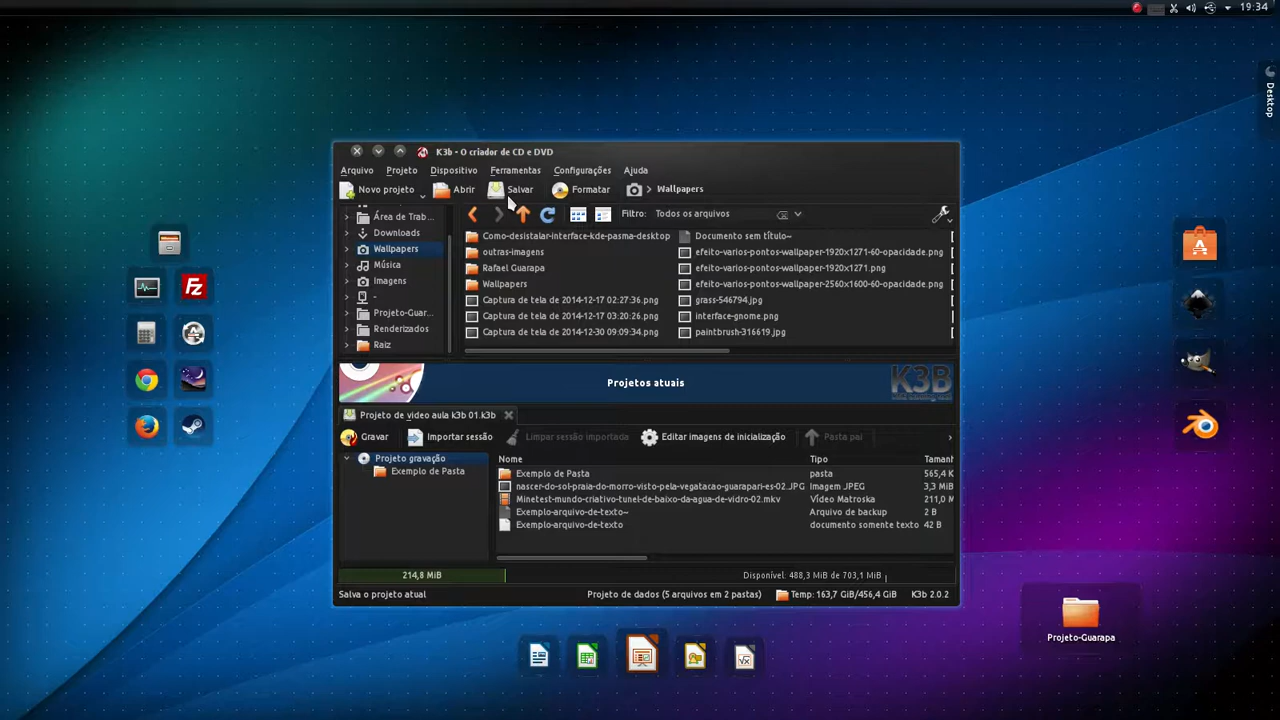 19:34
Desktop
K3b - O criador de CD e DVD
Arquivo Projeto Dispositivo Ferramentas Configurações Ajuda
Novo projeto Abrir Salvar Formatar Wallpapers
Filtro: Todos os arquivos
Área de Trab...
Downloads
Wallpapers
Música
Imagens
-
Projeto-Guar...
Renderizados
Raiz
Como-desistalar-interface-kde-pasma-desktop
outras-imagens
Rafael Guarapa
Wallpapers
Captura de tela de 2014-12-17 02:27:36.png
Captura de tela de 2014-12-17 03:20:26.png
Captura de tela de 2014-12-30 09:09:34.png
Documento sem título~
efeito-varios-pontos-wallpaper-1920x1271-60-opacidade.png
efeito-varios-pontos-wallpaper-1920x1271.png
efeito-varios-pontos-wallpaper-2560x1600-60-opacidade.png
grass-546794.jpg
interface-gnome.png
paintbrush-316619.jpg
Projetos atuais
K3B
Projeto de video aula k3b 01.k3b
Gravar Importar sessão Limpar sessão importada Editar imagens de inicialização Pasta pai
Projeto gravação
Exemplo de Pasta
Nome Tipo Tamanh
Exemplo de Pasta pasta 565,4 K
nascer-do-sol-praia-do-morro-visto-pela-vegatacao-guarapari-es-02.JPG Imagem JPEG 3,3 MiB
Minetest-mundo-criativo-tunel-de-baixo-da-agua-de-vidro-02.mkv Vídeo Matroska 211,0 M
Exemplo-arquivo-de-texto~ Arquivo de backup 2 B
Exemplo-arquivo-de-texto documento somente texto 42 B
214,8 MiB Disponível: 488,3 MiB de 703,1 MiB
Salva o projeto atual Projeto de dados (5 arquivos em 2 pastas) Temp: 163,7 GiB/456,4 GiB K3b 2.0.2
Projeto-Guarapa